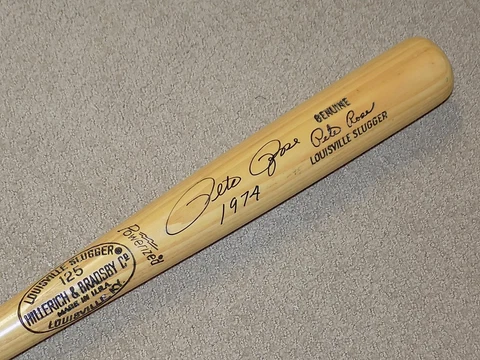 GENUINE
Pete Rose
LOUISVILLE SLUGGER
Pete Rose
1974
Powerized
LOUISVILLE SLUGGER®
125
HILLERICH & BRADSBY Cº
MADE IN U.S.A.
LOUISVILLE, KY.